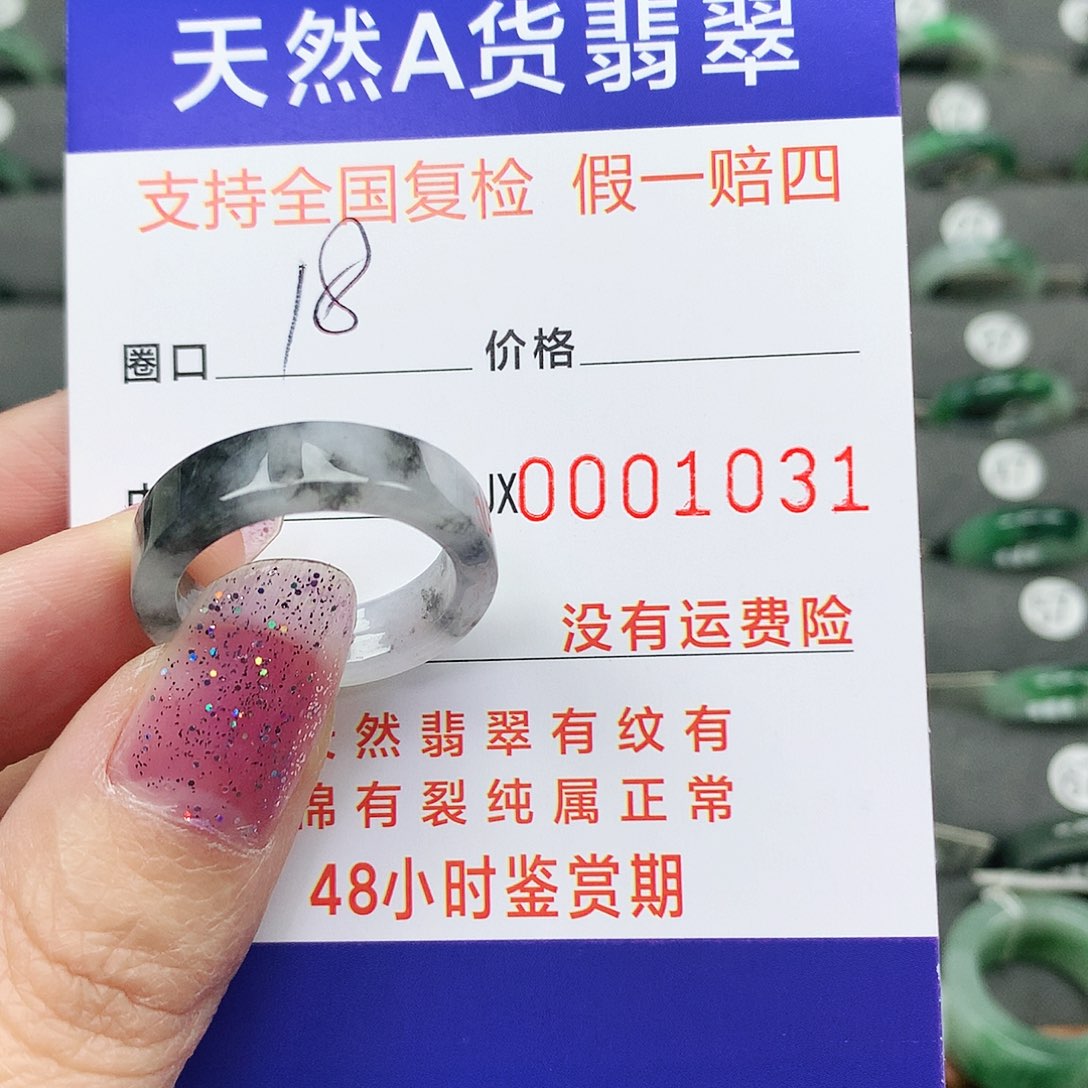 天然A货翡翠
支持全国复检 假一赔四
圈口 18 价格
JX0001031
没有运费险
然翡翠有纹有
棉有裂纯属正常
48小时鉴赏期